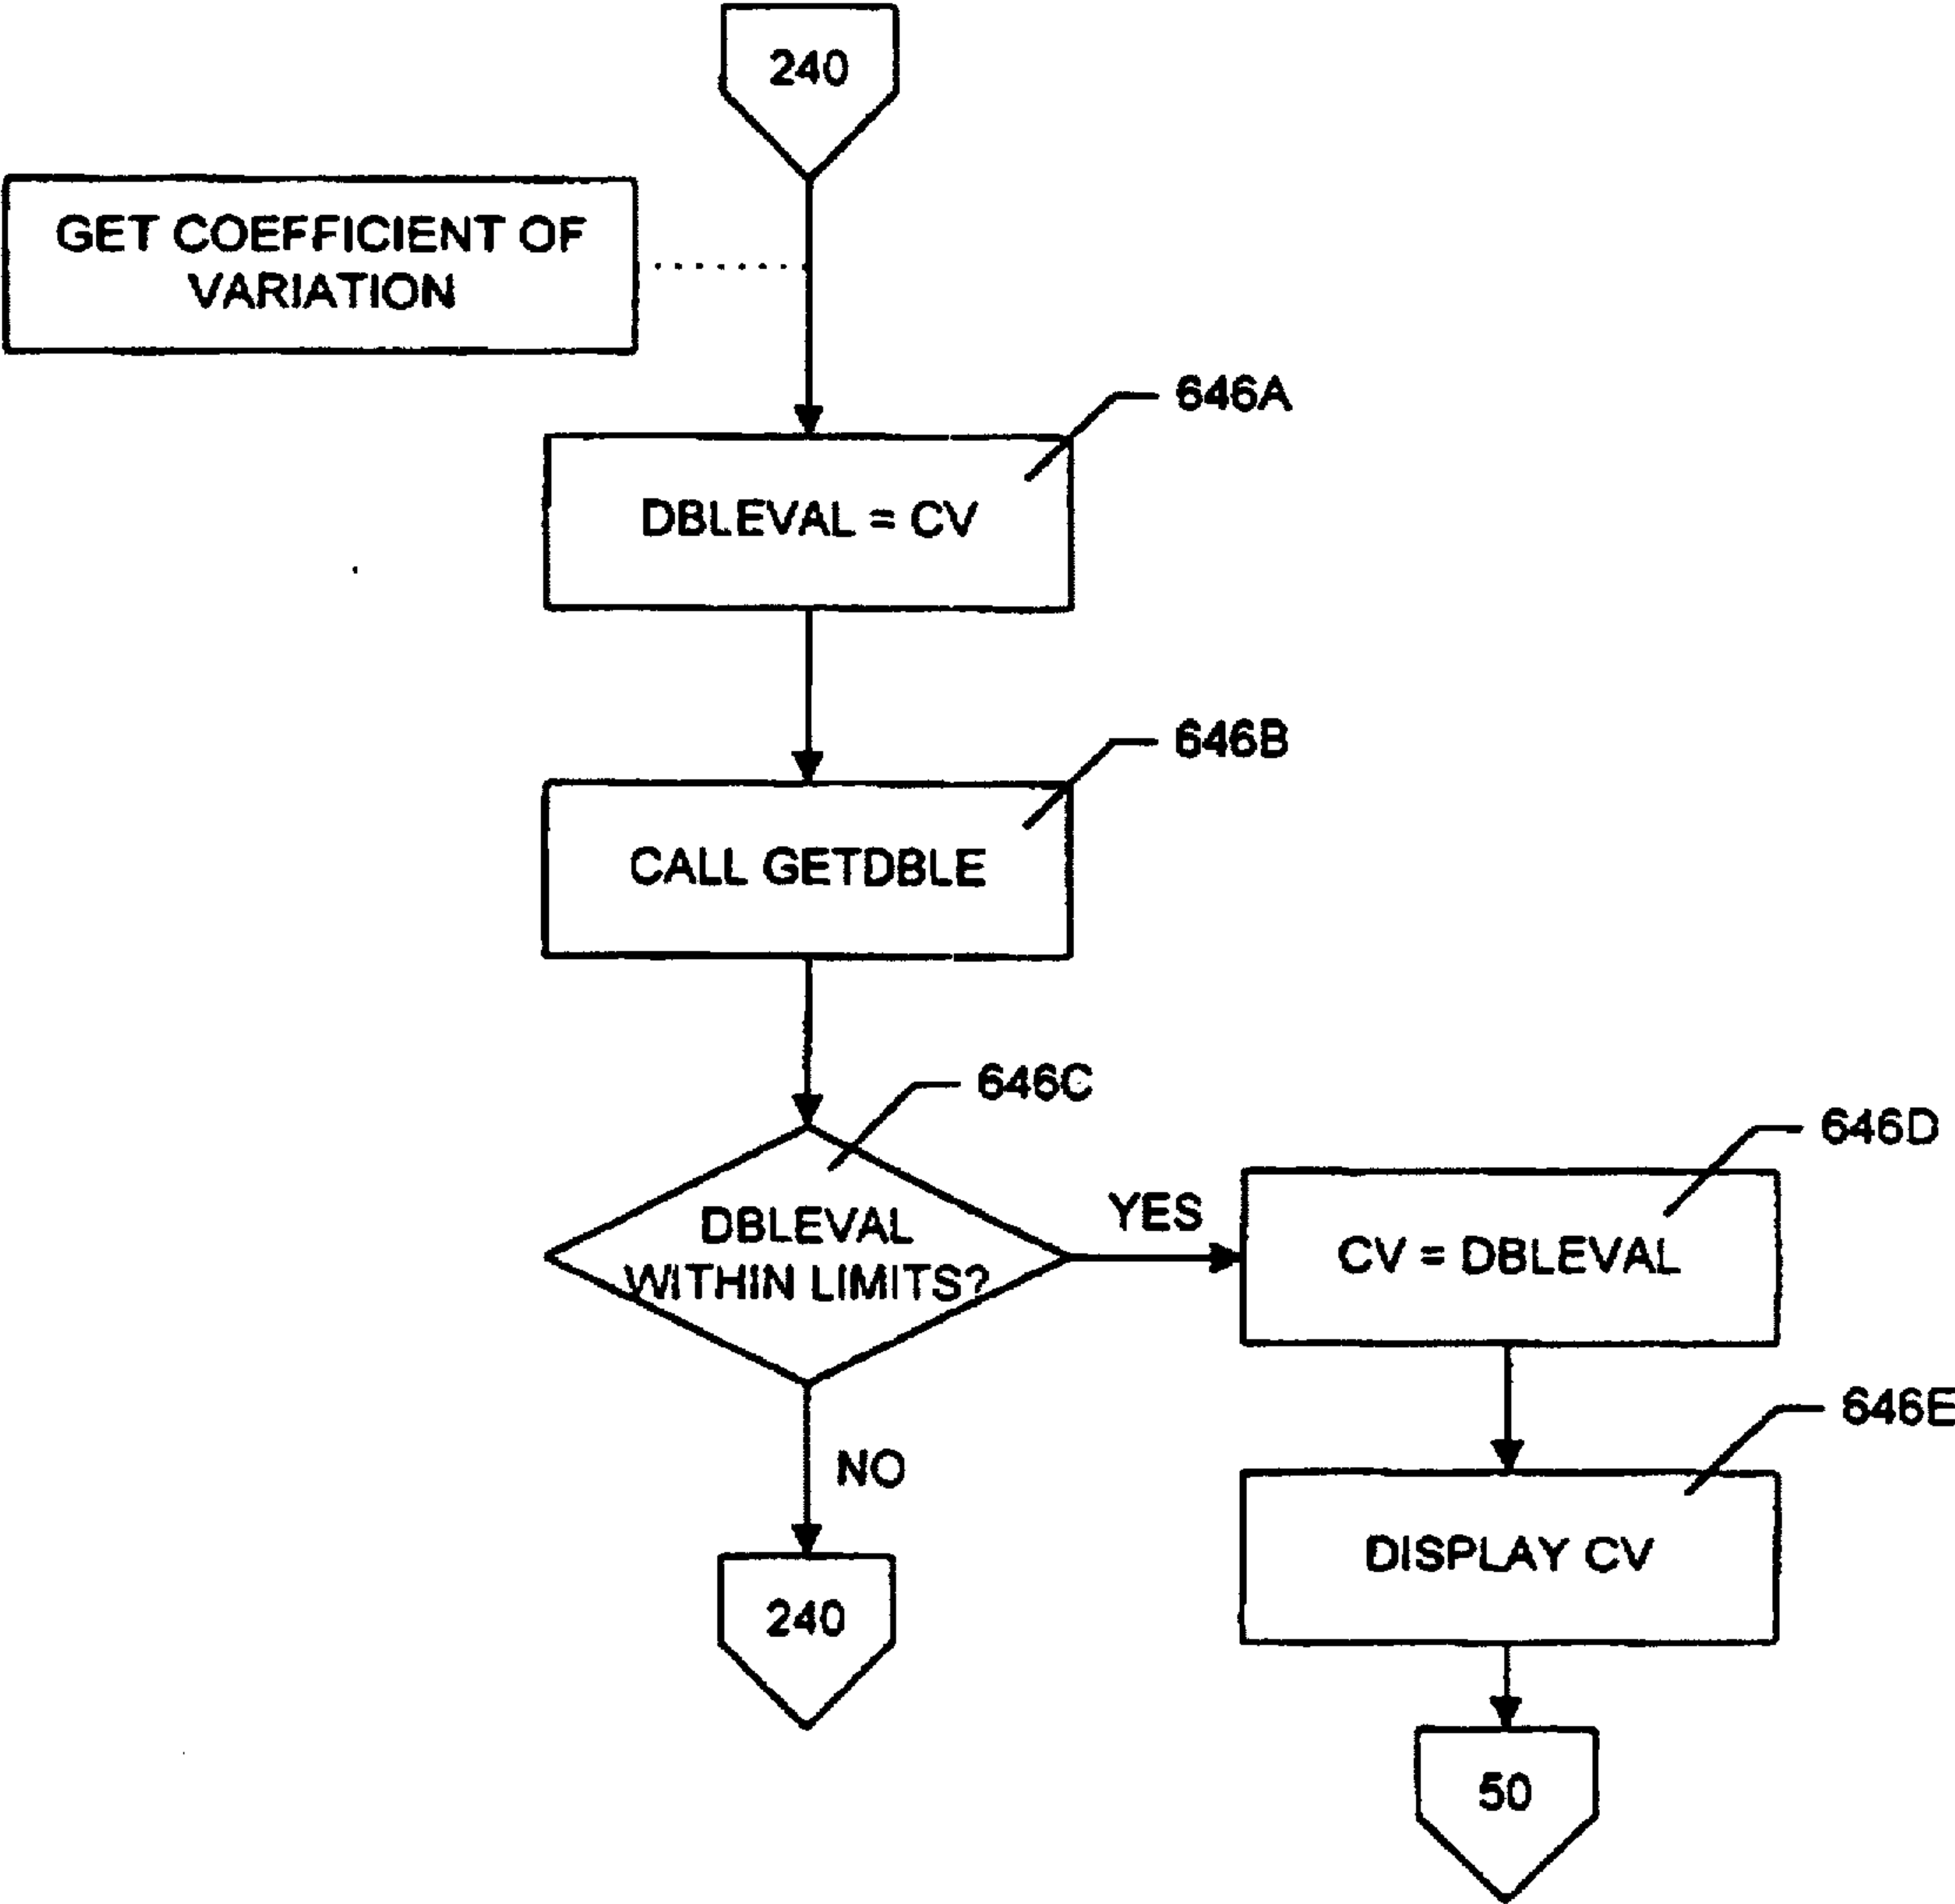 240
GET COEFFICIENT OF
VARIATION
646A
DBLEVAL = CV
646B
CALL GETDBLE
646C
DBLEVAL
WITHIN LIMITS?
YES
646D
CV = DBLEVAL
NO
646E
DISPLAY CV
240
50